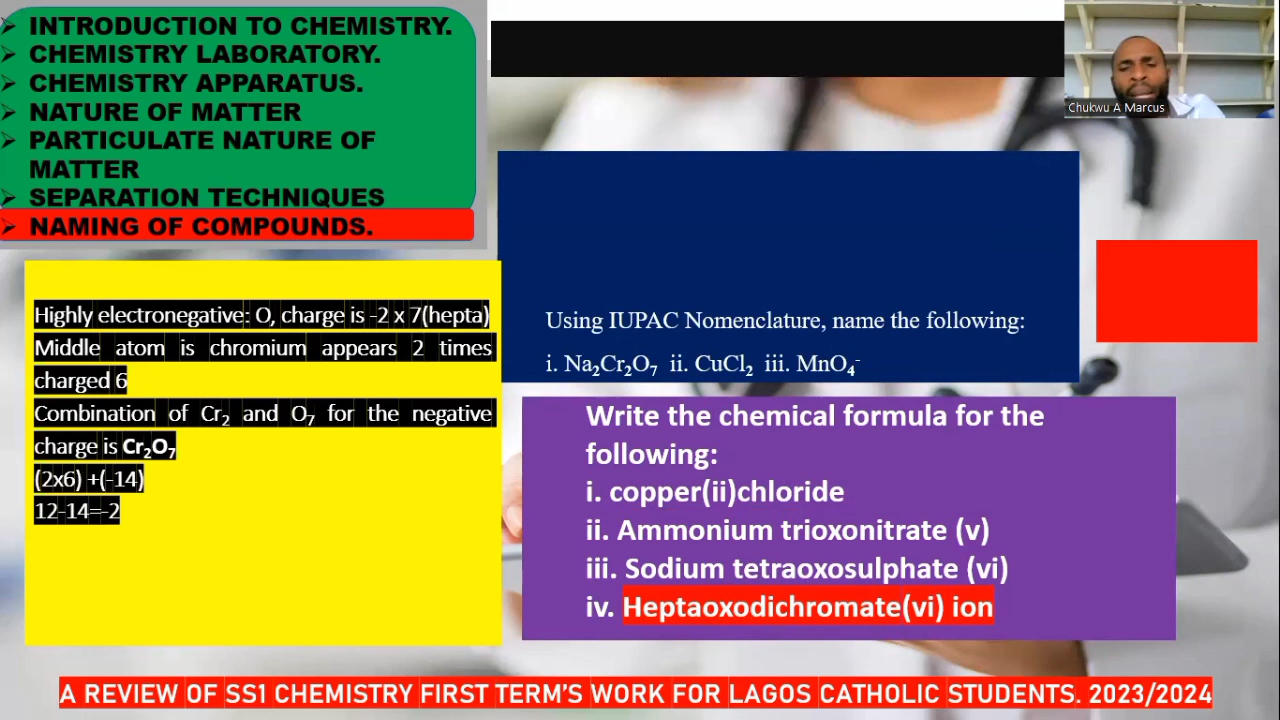 INTRODUCTION TO CHEMISTRY.
CHEMISTRY LABORATORY.
CHEMISTRY APPARATUS.
NATURE OF MATTER
PARTICULATE NATURE OF
MATTER
SEPARATION TECHNIQUES
NAMING OF COMPOUNDS.
Chukwu A Marcus
Highly electronegative: O, charge is -2 x 7(hepta)
Middle atom is chromium appears 2 times
charged 6
Combination of Cr₂ and O₇ for the negative
charge is Cr₂O₇
(2x6) +(-14)
12-14=-2
Using IUPAC Nomenclature, name the following:
i. Na₂Cr₂O₇ ii. CuCl₂ iii. MnO₄⁻
Write the chemical formula for the
following:
i. copper(ii)chloride
ii. Ammonium trioxonitrate (v)
iii. Sodium tetraoxosulphate (vi)
iv. Heptaoxodichromate(vi) ion
A REVIEW OF SS1 CHEMISTRY FIRST TERM'S WORK FOR LAGOS CATHOLIC STUDENTS. 2023/2024